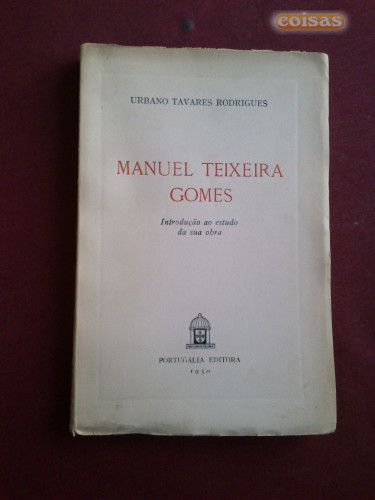 coisas
URBANO TAVARES RODRIGUES
MANUEL TEIXEIRA
GOMES
Introdução ao estudo
da sua obra
PORTUGÁLIA EDITORA
1950